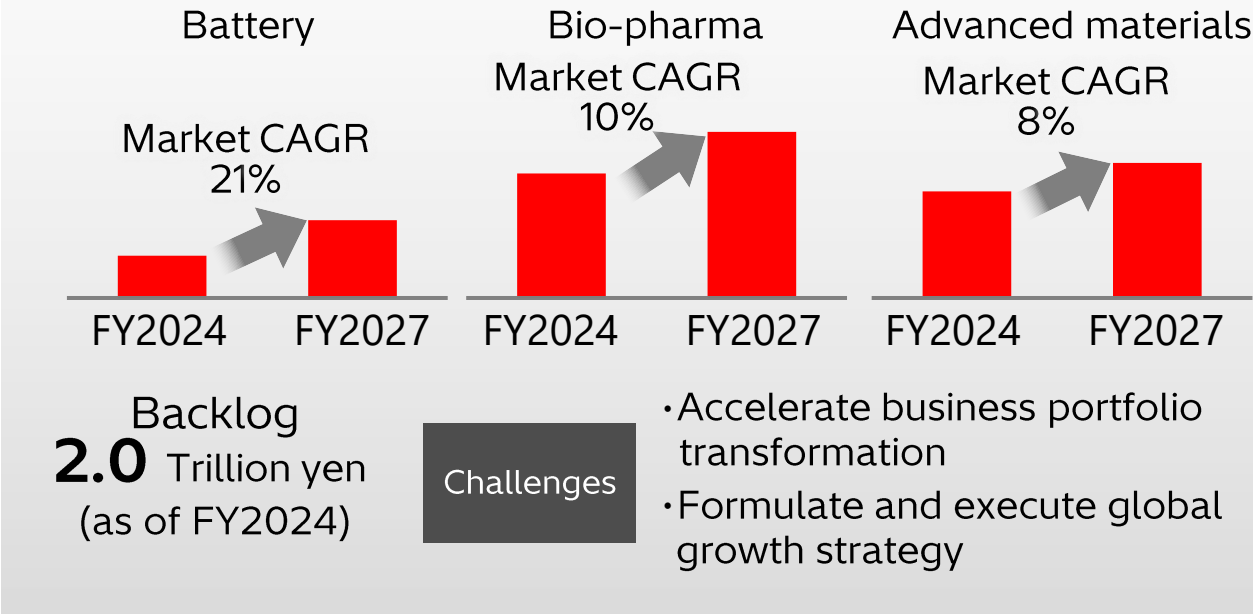 Battery
Market CAGR
21%
FY2024 FY2027
Bio-pharma
Market CAGR
10%
FY2024 FY2027
Advanced materials
Market CAGR
8%
FY2024 FY2027
Backlog
2.0 Trillion yen
(as of FY2024)
Challenges
・Accelerate business portfolio
transformation
・Formulate and execute global
growth strategy